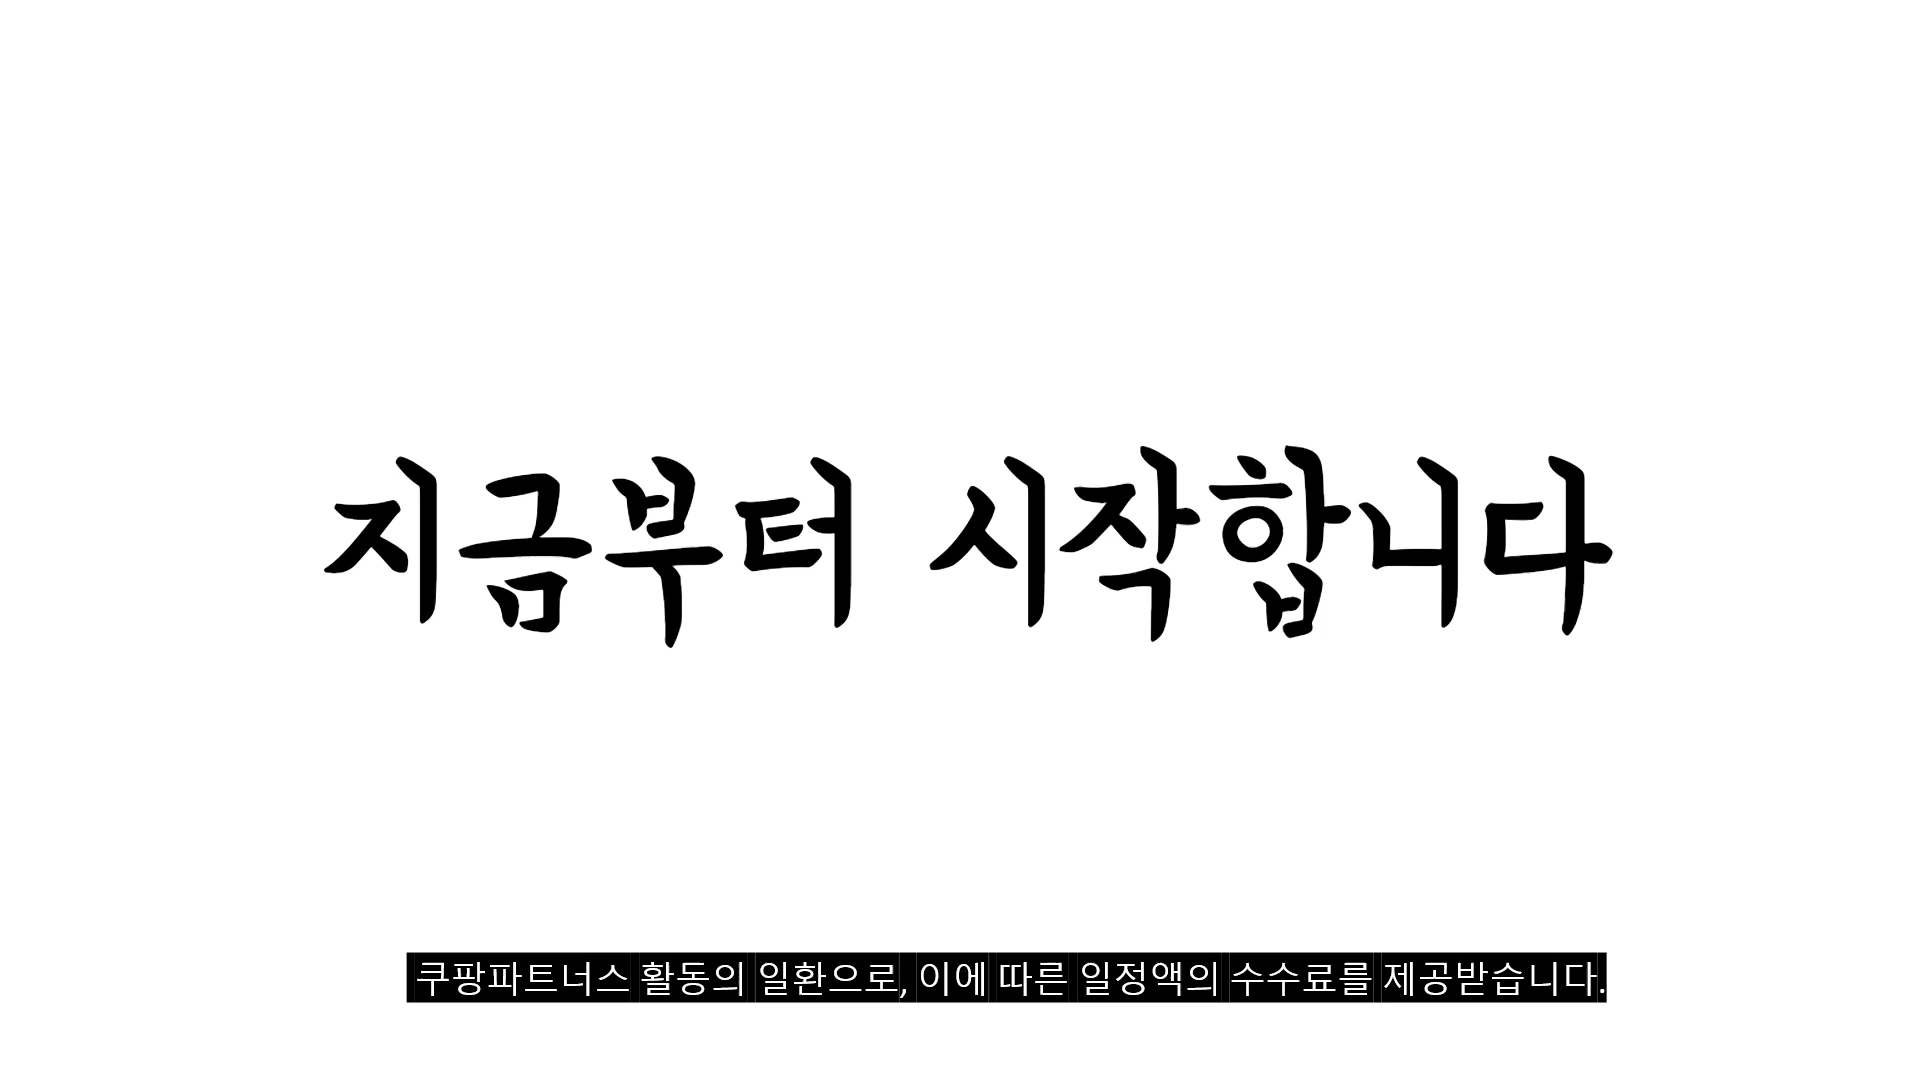 지금부터 시작합니다
쿠팡파트너스 활동의 일환으로, 이에 따른 일정액의 수수료를 제공받습니다.